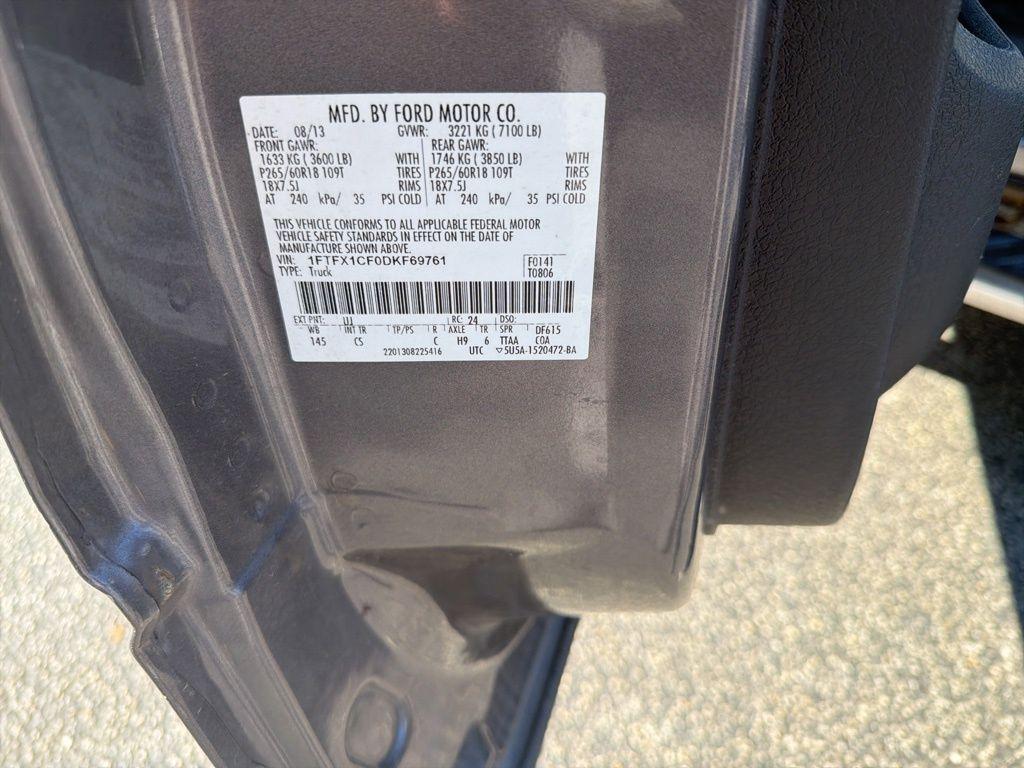 MFD. BY FORD MOTOR CO.
DATE: 08/13 GVWR: 3221 KG ( 7100 LB)
FRONT GAWR: REAR GAWR:
1633 KG ( 3600 LB) WITH 1746 KG ( 3850 LB) WITH
P265/60R18 109T TIRES P265/60R18 109T TIRES
18X7.5J RIMS 18X7.5J RIMS
AT 240 kPa/ 35 PSI COLD AT 240 kPa/ 35 PSI COLD
THIS VEHICLE CONFORMS TO ALL APPLICABLE FEDERAL MOTOR
VEHICLE SAFETY STANDARDS IN EFFECT ON THE DATE OF
MANUFACTURE SHOWN ABOVE.
VIN: 1FTFX1CF0DKF69761 F0141
TYPE: Truck T0806
EXT PNT: UJ RC: 24 DSO:
WB INT TR TP/PS R AXLE TR SPR DF615
145 CS C H9 6 TTAA COA
2201308225416 UTC ▽5U5A-1520472-BA